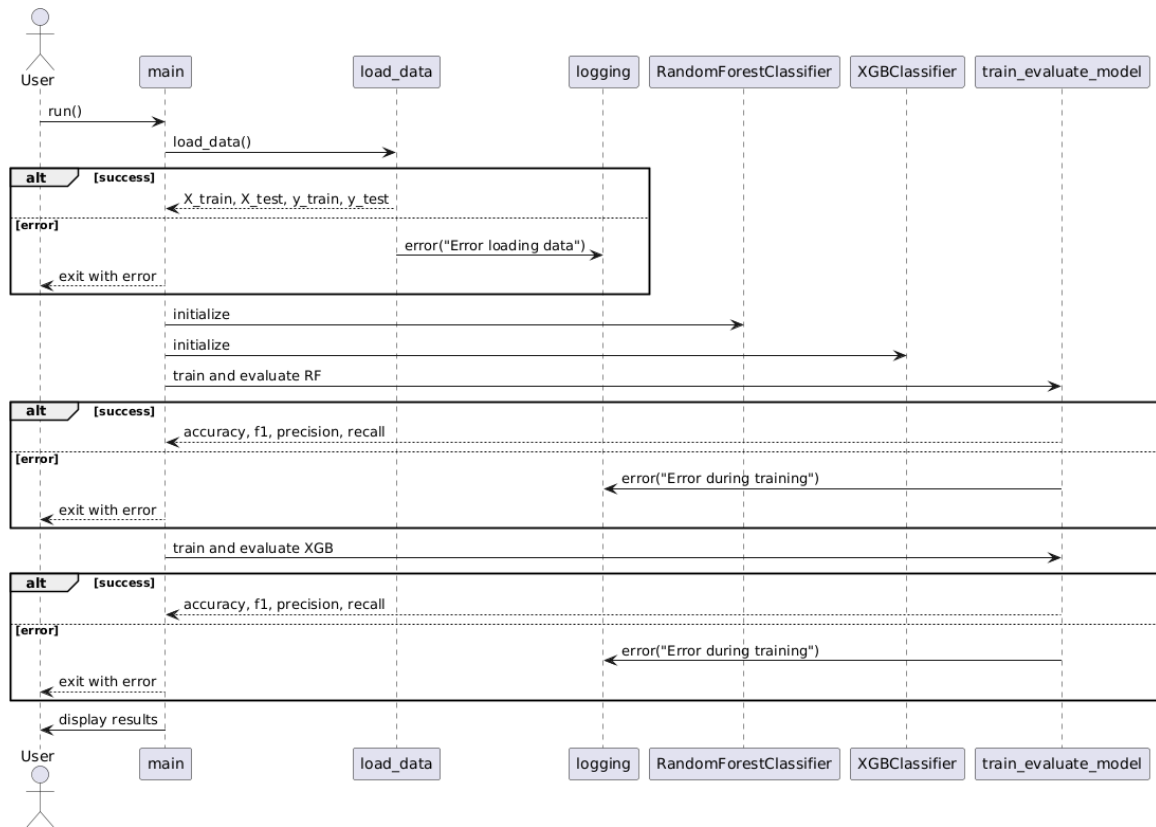 User
main
load_data
logging
RandomForestClassifier
XGBClassifier
train_evaluate_model
run()
load_data()
alt [success]
X_train, X_test, y_train, y_test
[error]
error("Error loading data")
exit with error
initialize
initialize
train and evaluate RF
alt [success]
accuracy, f1, precision, recall
[error]
error("Error during training")
exit with error
train and evaluate XGB
alt [success]
accuracy, f1, precision, recall
[error]
error("Error during training")
exit with error
display results
User
main
load_data
logging
RandomForestClassifier
XGBClassifier
train_evaluate_model